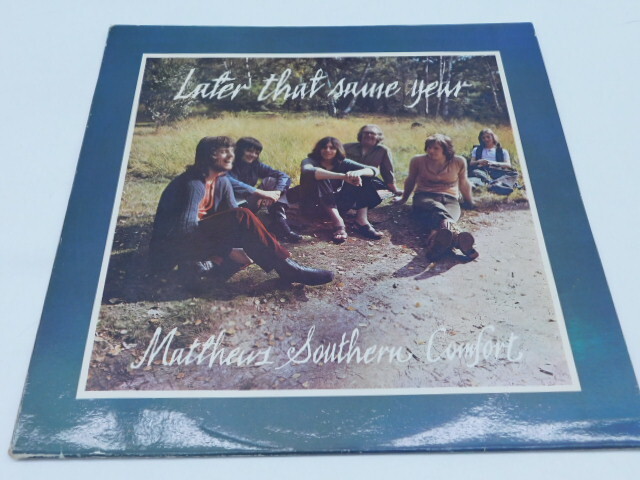 Later that same year
Matthews Southern Comfort